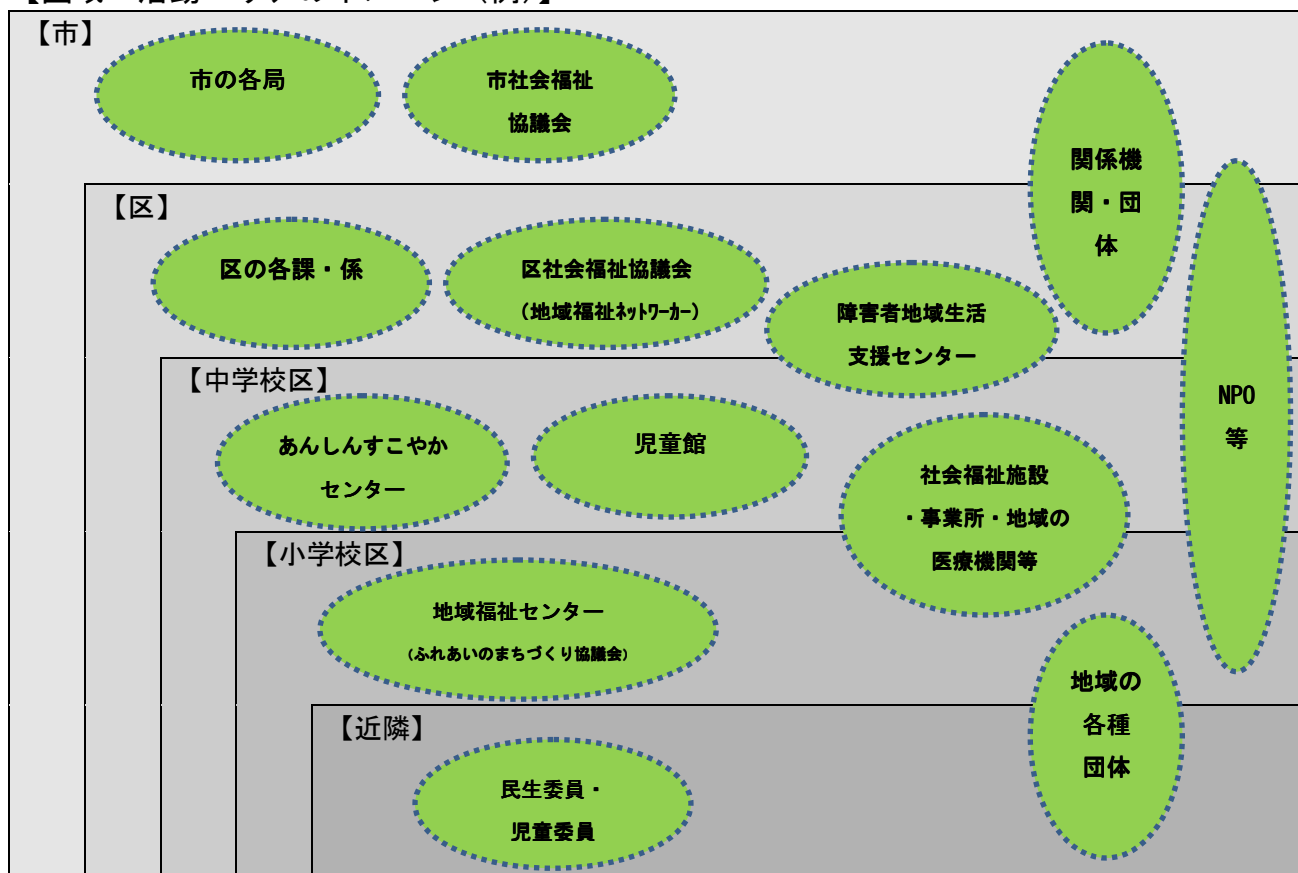 【市】
市の各局
市社会福祉
協議会
関係機
関・団
体
【区】
区の各課・係
区社会福祉協議会
(地域福祉ネットワーカー)
障害者地域生活
支援センター
NPO
等
【中学校区】
あんしんすこやか
センター
児童館
社会福祉施設
・事業所・地域の
医療機関等
【小学校区】
地域福祉センター
(ふれあいのまちづくり協議会)
地域の
各種
団体
【近隣】
民生委員・
児童委員